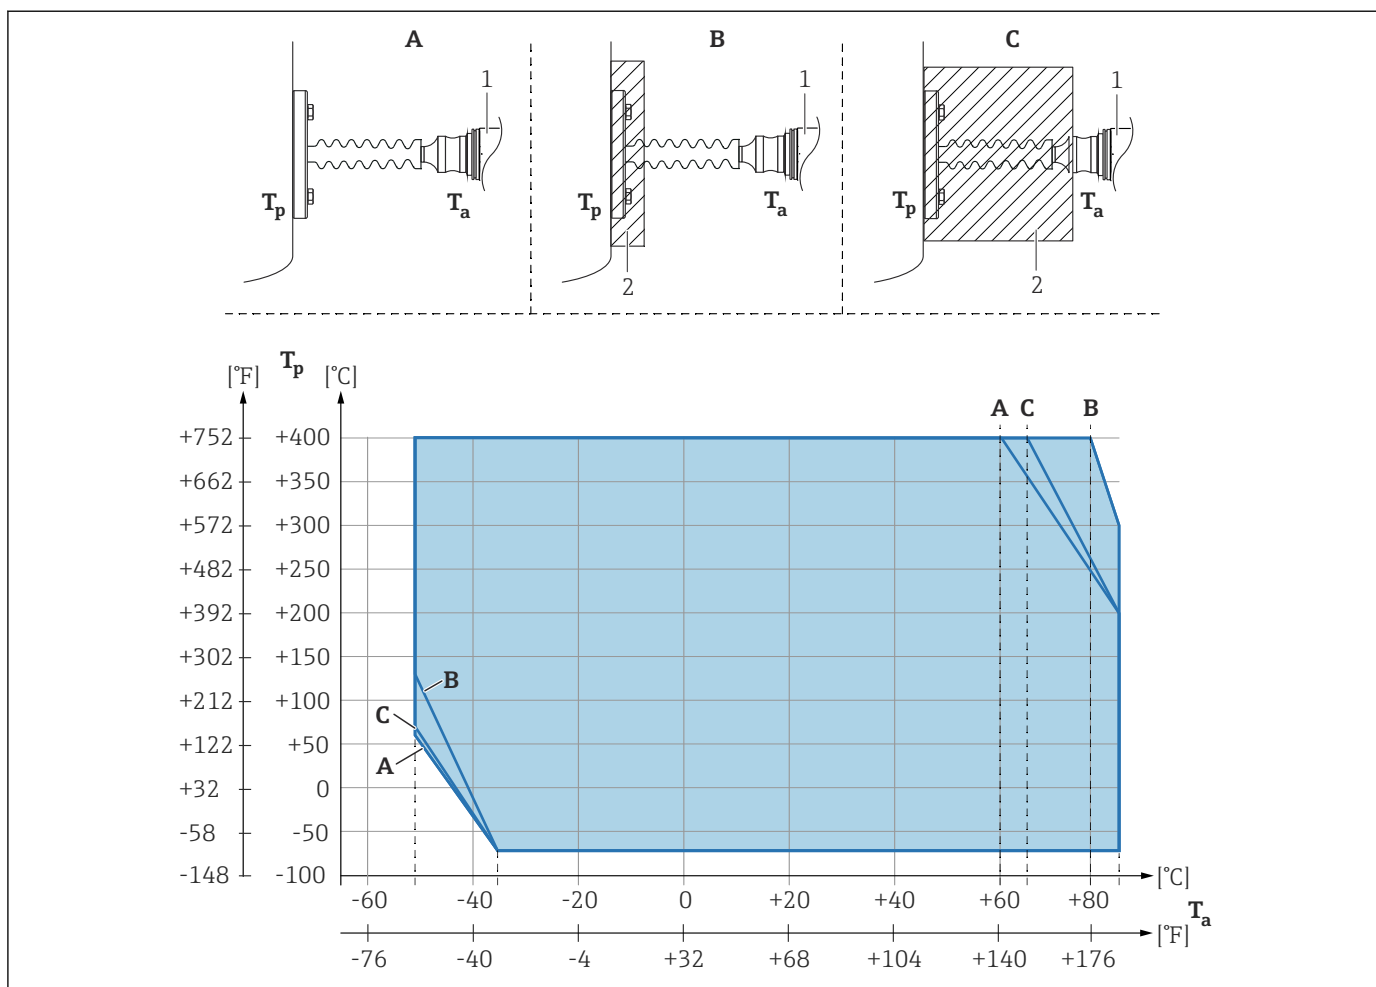 A B C
1 1 1
Tp Ta Tp Ta Tp Ta
2 2
Tp
[°F] [°C]
A C B
+752 +400
+662 +350
+572 +300
+482 +250
+392 +200
+302 +150
B
+212 +100
C
+122 +50
A
+32 0
-58 -50
-148 -100
[°C]
-60 -40 -20 0 +20 +40 +60 +80
Ta
[°F]
-76 -40 -4 +32 +68 +104 +140 +176